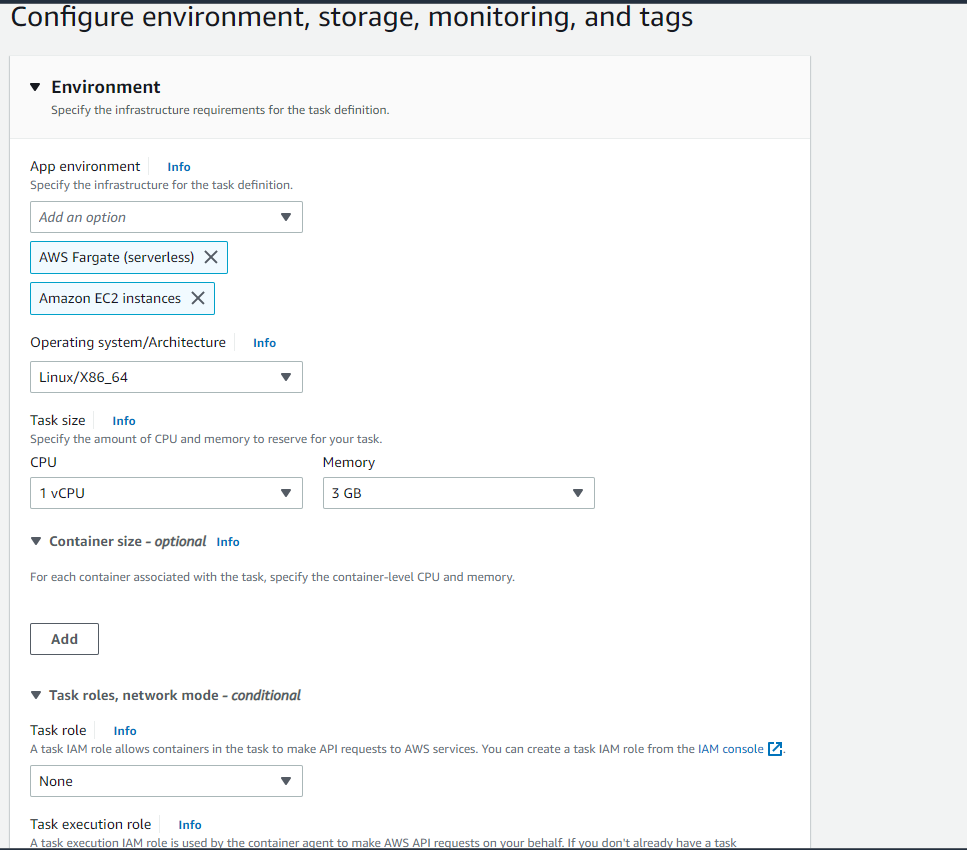 Configure environment, storage, monitoring, and tags
Environment
Specify the infrastructure requirements for the task definition.
App environment Info
Specify the infrastructure for the task definition.
Add an option
AWS Fargate (serverless)
Amazon EC2 instances
Operating system/Architecture Info
Linux/X86_64
Task size Info
Specify the amount of CPU and memory to reserve for your task.
CPU Memory
1 vCPU 3 GB
Container size - optional Info
For each container associated with the task, specify the container-level CPU and memory.
Add
Task roles, network mode - conditional
Task role Info
A task IAM role allows containers in the task to make API requests to AWS services. You can create a task IAM role from the IAM console.
None
Task execution role Info
A task execution IAM role is used by the container agent to make AWS API requests on your behalf. If you don't already have a task